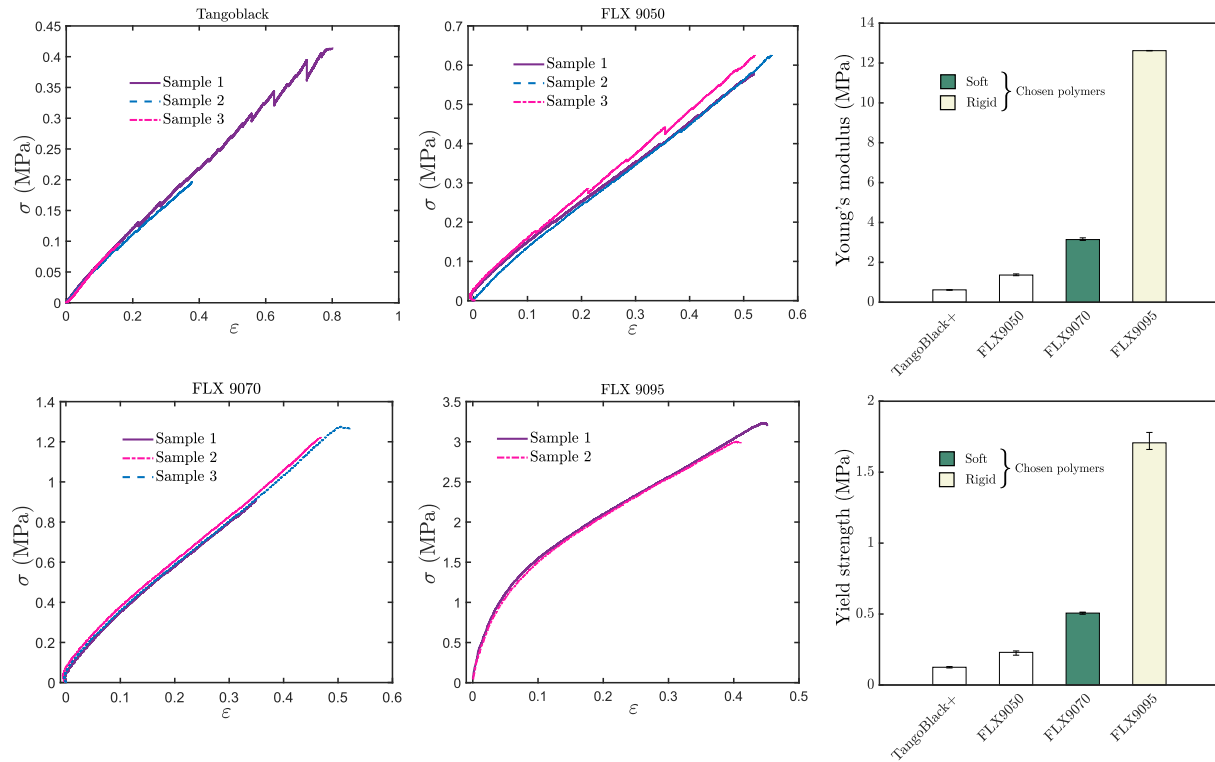 Tangoblack
0.45
0.4
0.35
0.3
0.25
0.2
0.15
0.1
0.05
0
σ (MPa)
Sample 1
Sample 2
Sample 3
0 0.2 0.4 0.6 0.8 1
ε
FLX 9050
0.7
0.6
0.5
0.4
0.3
0.2
0.1
0
σ (MPa)
Sample 1
Sample 2
Sample 3
0 0.1 0.2 0.3 0.4 0.5 0.6
ε
14
12
10
8
6
4
2
0
Young's modulus (MPa)
Soft
Rigid
Chosen polymers
TangoBlack+
FLX9050
FLX9070
FLX9095
FLX 9070
1.4
1.2
1
0.8
0.6
0.4
0.2
0
σ (MPa)
Sample 1
Sample 2
Sample 3
0 0.1 0.2 0.3 0.4 0.5 0.6
ε
FLX 9095
3.5
3
2.5
2
1.5
1
0.5
0
σ (MPa)
Sample 1
Sample 2
0 0.1 0.2 0.3 0.4 0.5
ε
2
1.5
1
0.5
0
Yield strength (MPa)
Soft
Rigid
Chosen polymers
TangoBlack+
FLX9050
FLX9070
FLX9095